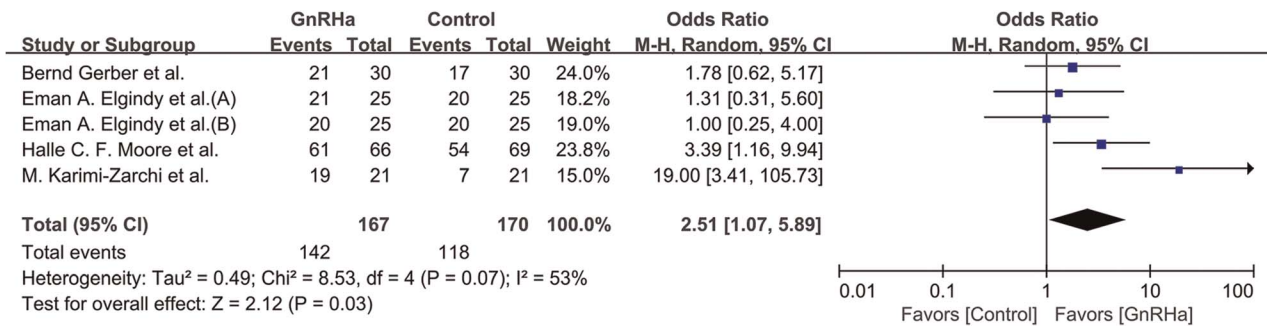 GnRHa Control Odds Ratio Odds Ratio
Study or Subgroup Events Total Events Total Weight M-H, Random, 95% CI M-H, Random, 95% CI
Bernd Gerber et al. 21 30 17 30 24.0% 1.78 [0.62, 5.17]
Eman A. Elgindy et al.(A) 21 25 20 25 18.2% 1.31 [0.31, 5.60]
Eman A. Elgindy et al.(B) 20 25 20 25 19.0% 1.00 [0.25, 4.00]
Halle C. F. Moore et al. 61 66 54 69 23.8% 3.39 [1.16, 9.94]
M. Karimi-Zarchi et al. 19 21 7 21 15.0% 19.00 [3.41, 105.73]
Total (95% CI) 167 170 100.0% 2.51 [1.07, 5.89]
Total events 142 118
Heterogeneity: Tau² = 0.49; Chi² = 8.53, df = 4 (P = 0.07); I² = 53%
Test for overall effect: Z = 2.12 (P = 0.03)
0.01 0.1 1 10 100
Favors [Control] Favors [GnRHa]